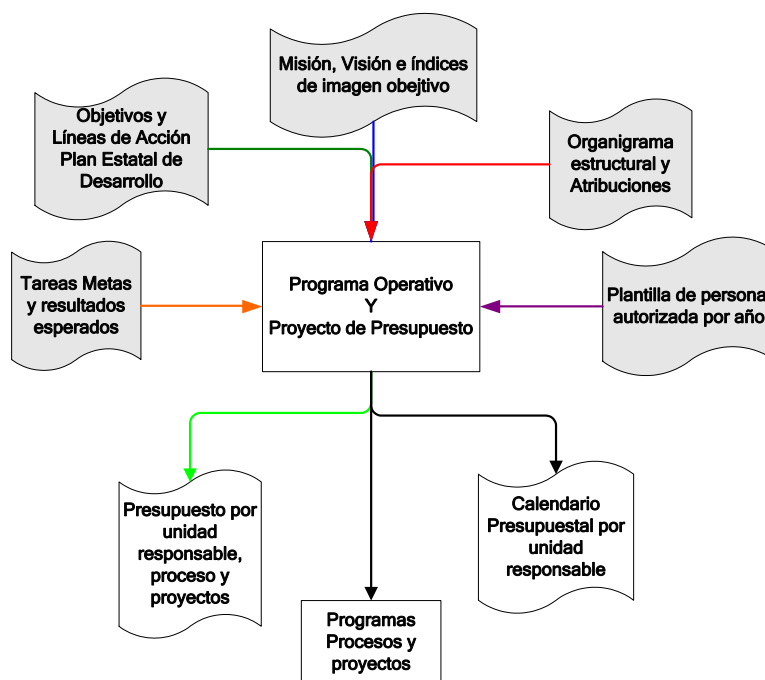 Misión, Visión e índices
de imagen obejtivo
Objetivos y
Líneas de Acción
Plan Estatal de
Desarrollo
Organigrama
estructural y
Atribuciones
Tareas Metas
y resultados
esperados
Programa Operativo
Y
Proyecto de Presupuesto
Plantilla de persona
autorizada por año
Presupuesto por
unidad
responsable,
proceso y
proyectos
Calendario
Presupuestal por
unidad
responsable
Programas
Procesos y
proyectos